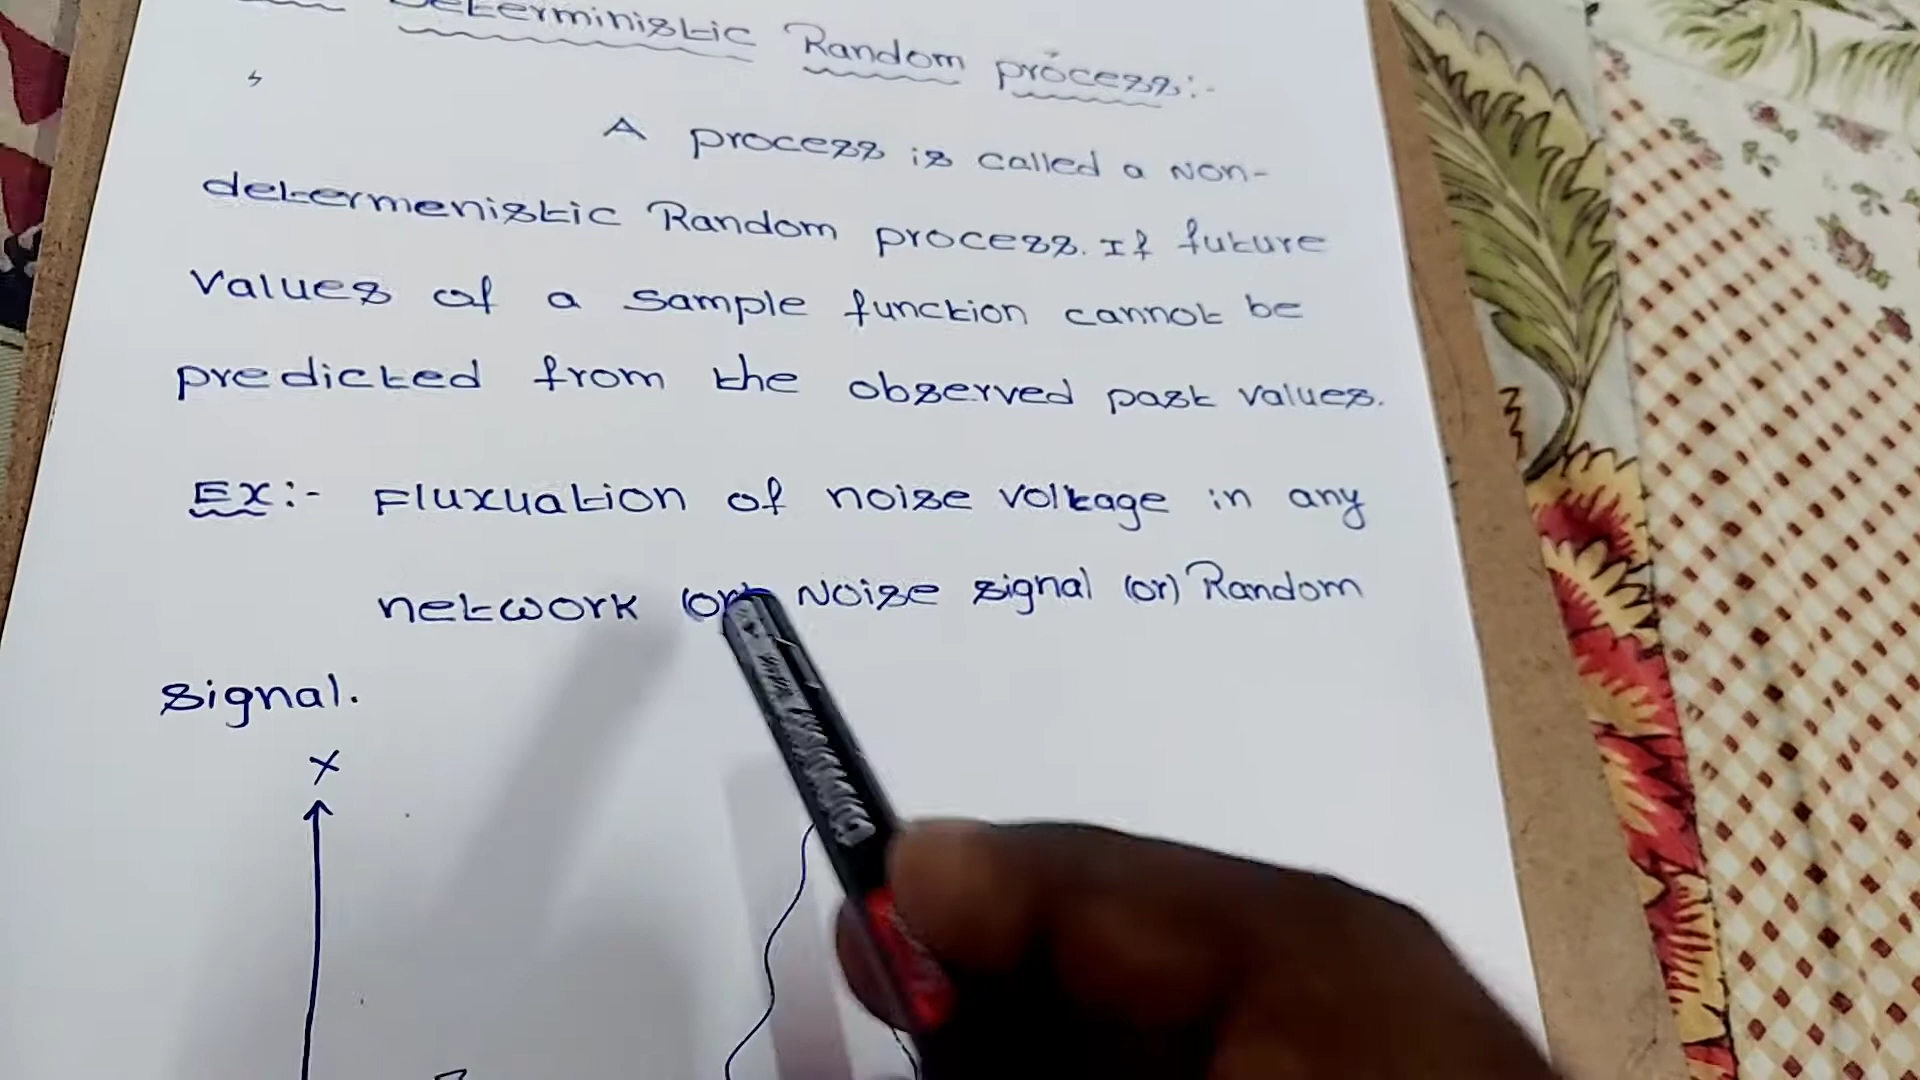 Deterministic Random process:-
A process is called a Non-
determenistic Random process. If future
values of a sample function cannot be
predicted from the observed past values.
Ex:- Fluxuation of noise voltage in any
network (or) Noise signal (or) Random
signal.
X